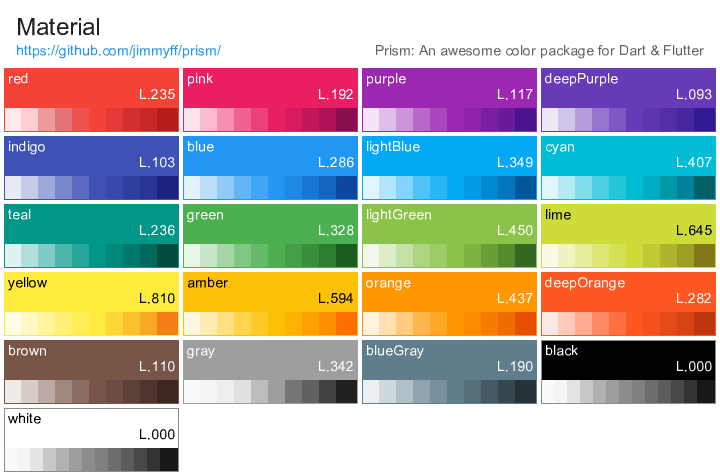 Material
https://github.com/jimmyff/prism/
Prism: An awesome color package for Dart & Flutter
red
L.235
pink
L.192
purple
L.117
deepPurple
L.093
indigo
L.103
blue
L.286
lightBlue
L.349
cyan
L.407
teal
L.236
green
L.328
lightGreen
L.450
lime
L.645
yellow
L.810
amber
L.594
orange
L.437
deepOrange
L.282
brown
L.110
gray
L.342
blueGray
L.190
black
L.000
white
L.000